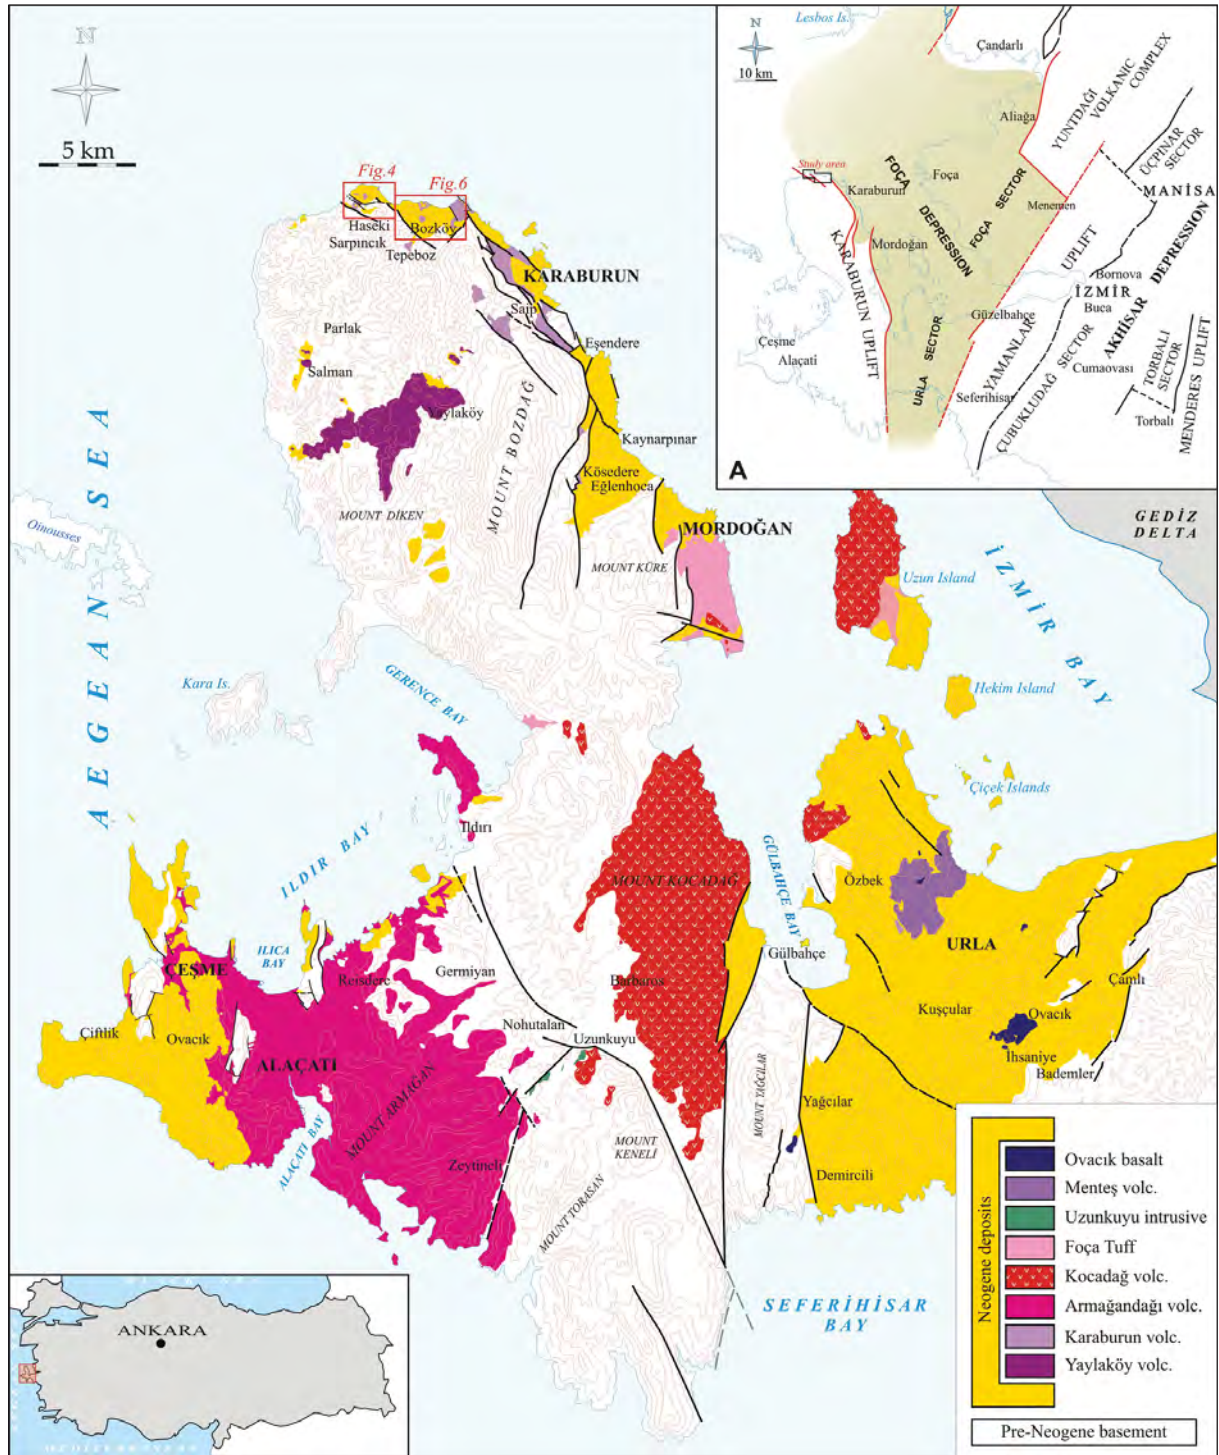 N
5 km
Fig.4
Fig.6
Haseki
Bozköy
Sarpıncık
Tepeboz
KARABURUN
Saip
Parlak
Eşendere
Salman
Yaylaköy
MOUNT BOZDAĞ
Kaynarpınar
Kösedere
Eğlenhoca
MOUNT DİKEN
MORDOĞAN
MOUNT KÜRE
AEGEAN SEA
Oinousses
Kara Is.
GERENCE BAY
Uzun Island
İZMİR BAY
GEDİZ
DELTA
Hekim Island
Çiçek Islands
Ildırı
ILDIR BAY
MOUNT KOCADAĞ
GÜLBAHÇE BAY
Özbek
ILICA
BAY
ÇEŞME
Reisdere
Germiyan
Barbaros
Gülbahçe
URLA
Çamlı
Çiftlik
Ovacık
Nohutalan
Uzunkuyu
Kuşçular
Ovacık
ALAÇATI
İhsaniye
Bademler
MOUNT ARMAĞAN
MOUNT YAĞCILAR
Yağcılar
ALAÇATI BAY
Zeytineli
MOUNT
KENELİ
MOUNT TORASAN
Demircili
SEFERIHİSAR
BAY
N
10 km
Lesbos Is.
Çandarlı
YUNTDAĞI
VOLKANIC
COMPLEX
Aliağa
ÜÇPINAR
SECTOR
Study area
Karaburun
Foça
FOÇA
DEPRESSION
FOÇA SECTOR
Menemen
MANİSA
Mordoğan
KARABURUN UPLIFT
Bornova
İZMİR
Buca
Güzelbahçe
YAMANLAR UPLIFT
AKHİSAR DEPRESSION
Çeşme
Alaçati
URLA SECTOR
Seferihisar
ÇUBUKLUDAĞ SECTOR
Cumaovası
TORBALI
SECTOR
Torbalı
MENDERES UPLIFT
A
ANKARA
Neogene deposits
Ovacık basalt
Menteş volc.
Uzunkuyu intrusive
Foça Tuff
Kocadağ volc.
Armağandağı volc.
Karaburun volc.
Yaylaköy volc.
Pre-Neogene basement